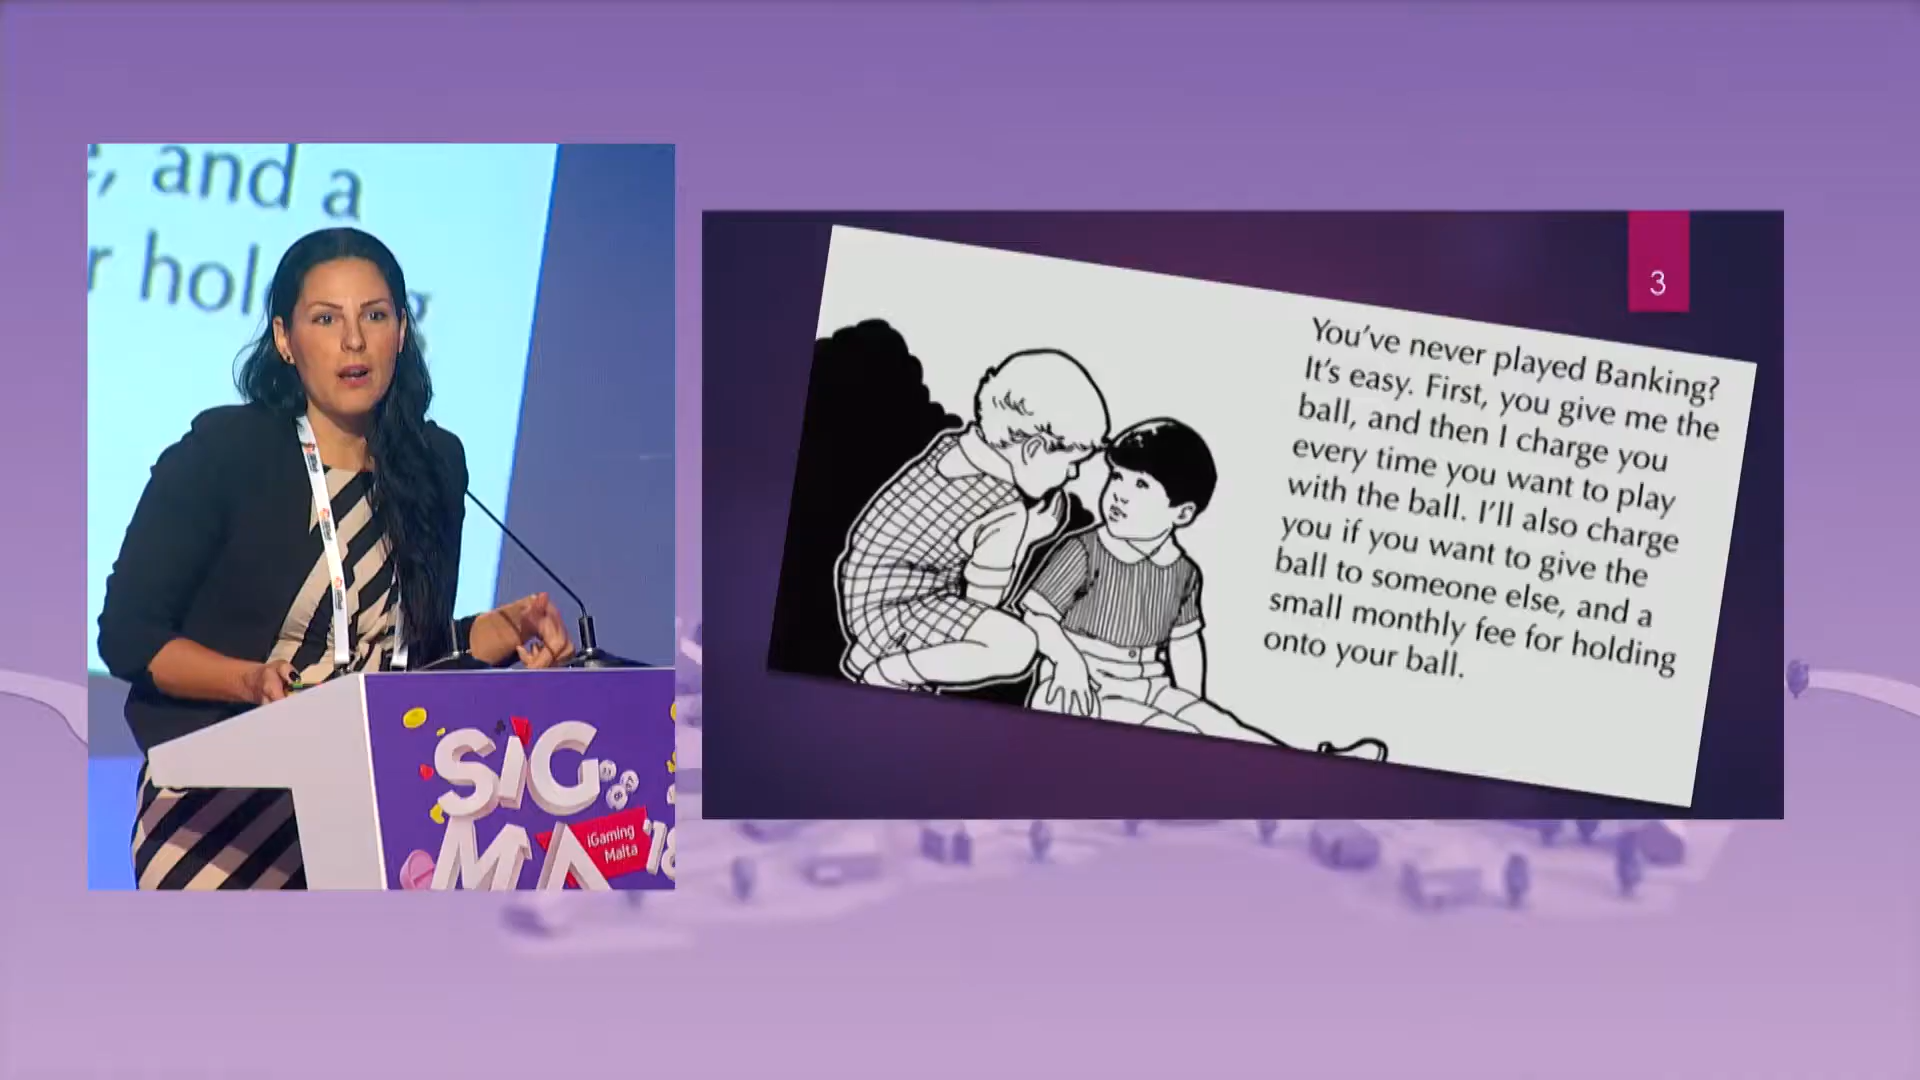 , and a
r hol
g
SiG
MA
iGaming
Malta
'18
3
You've never played Banking?
It's easy. First, you give me the
ball, and then I charge you
every time you want to play
with the ball. I'll also charge
you if you want to give the
ball to someone else, and a
small monthly fee for holding
onto your ball.